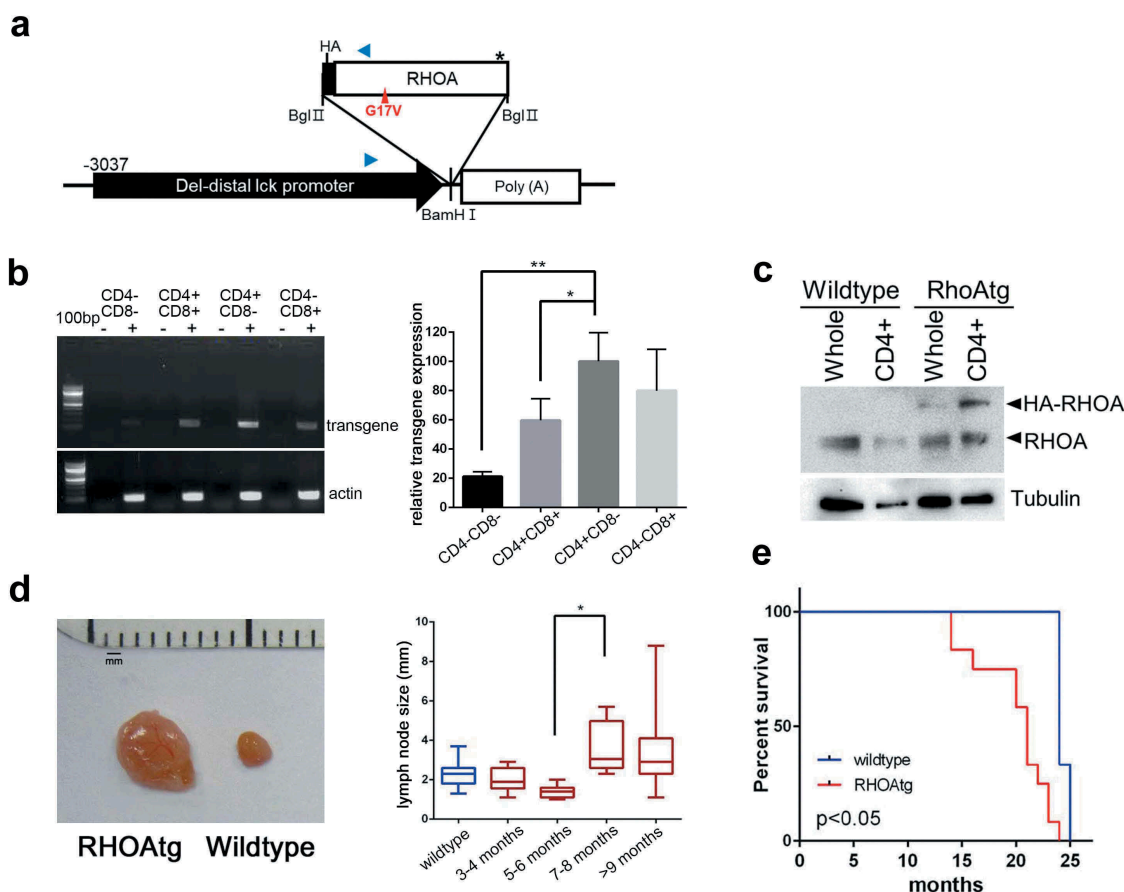 a
HA
*
RHOA
G17V
BglⅡ
BglⅡ
-3037
Del-distal lck promoter
Poly (A)
BamH Ⅰ
b
CD4- CD4+ CD4+ CD4-
CD8- CD8+ CD8- CD8+
100bp - + - + - + - +
transgene
actin
relative transgene expression
**
*
120
100
80
60
40
20
0
CD4-CD8-
CD4+CD8+
CD4+CD8-
CD4-CD8+
c
Wildtype RhoAtg
Whole
CD4+
Whole
CD4+
HA-RHOA
RHOA
Tubulin
d
mm
RHOAtg Wildtype
lymph node size (mm)
*
10
8
6
4
2
0
wildtype
3-4 months
5-6 months
7-8 months
>9 months
e
Percent survival
100
50
0
wildtype
RHOAtg
p<0.05
0 5 10 15 20 25
months